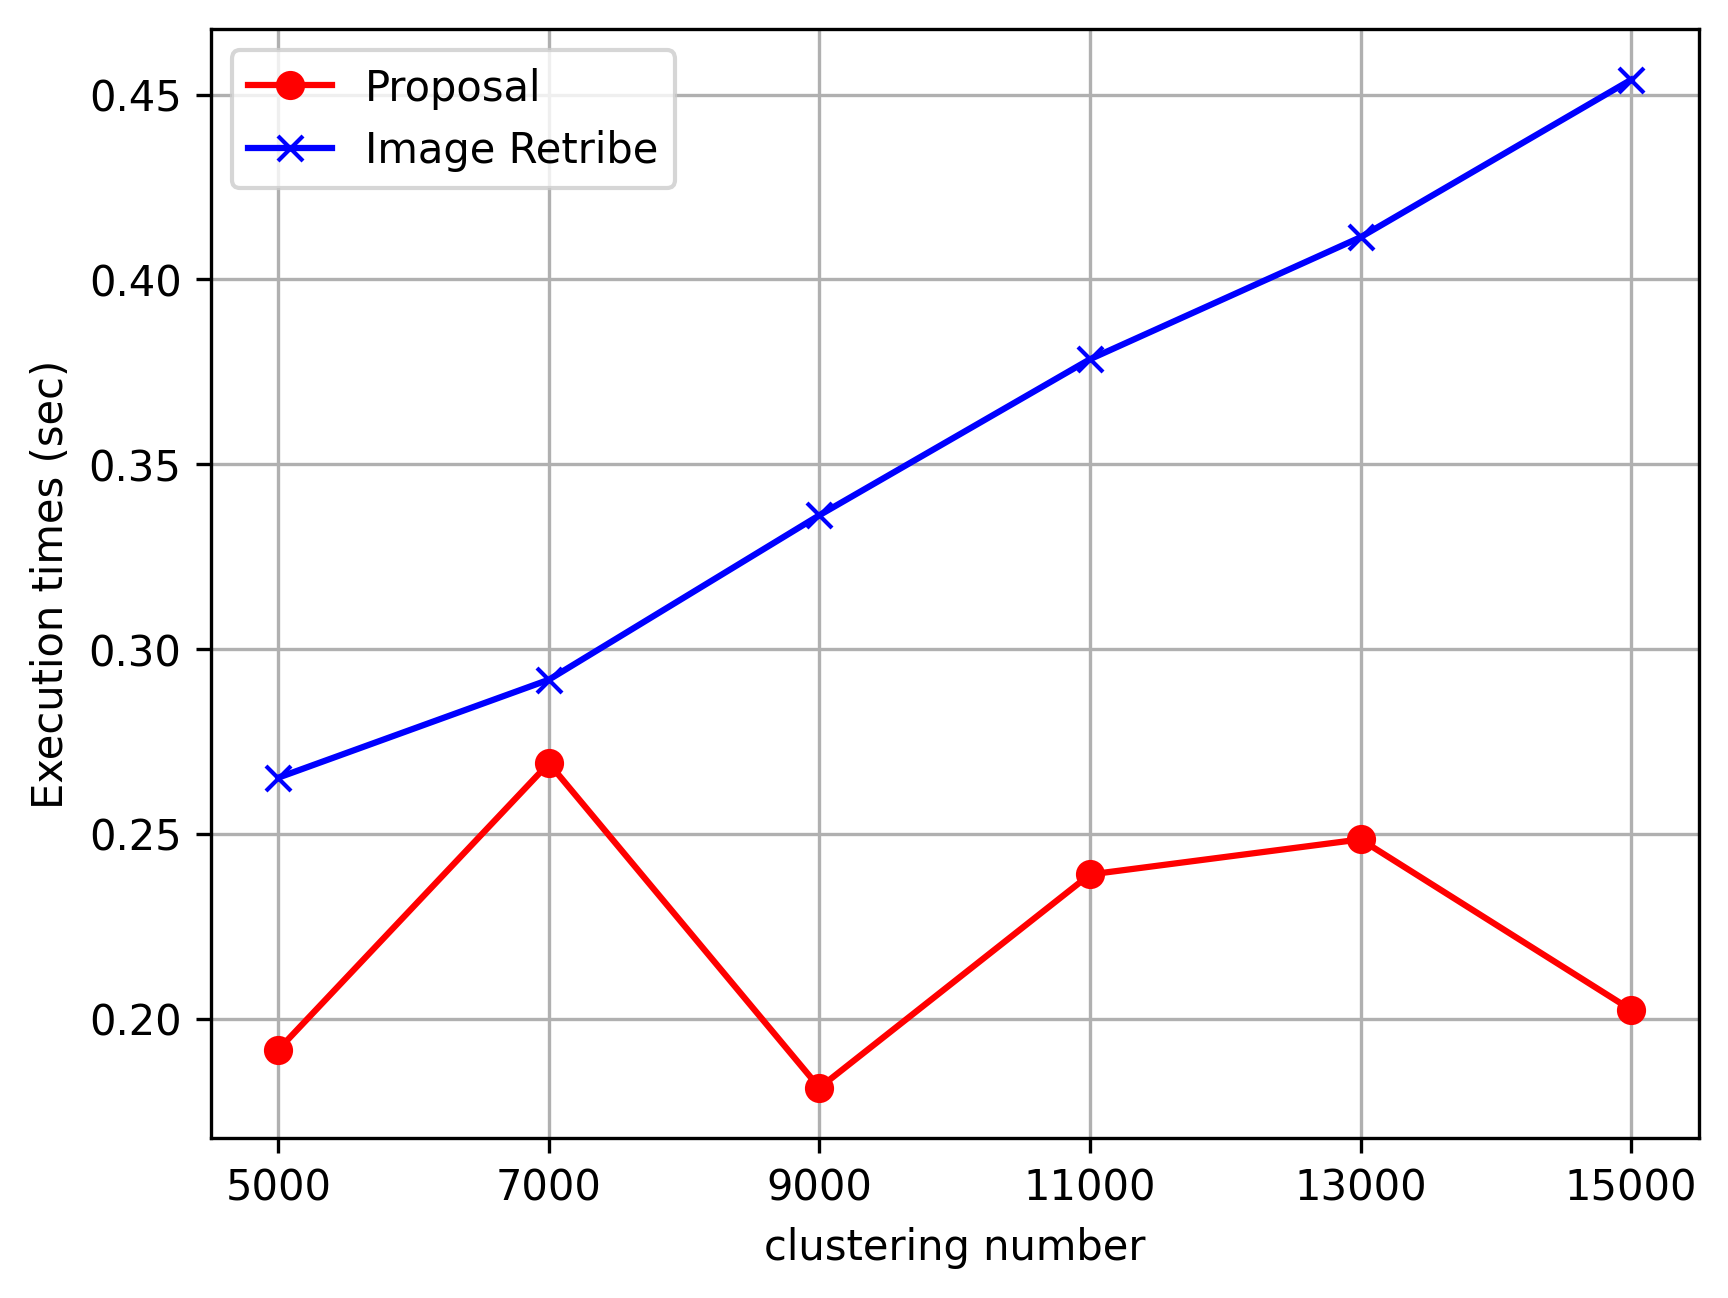 Proposal
Image Retribe
0.45
0.40
0.35
0.30
0.25
0.20
Execution times (sec)
5000 7000 9000 11000 13000 15000
clustering number